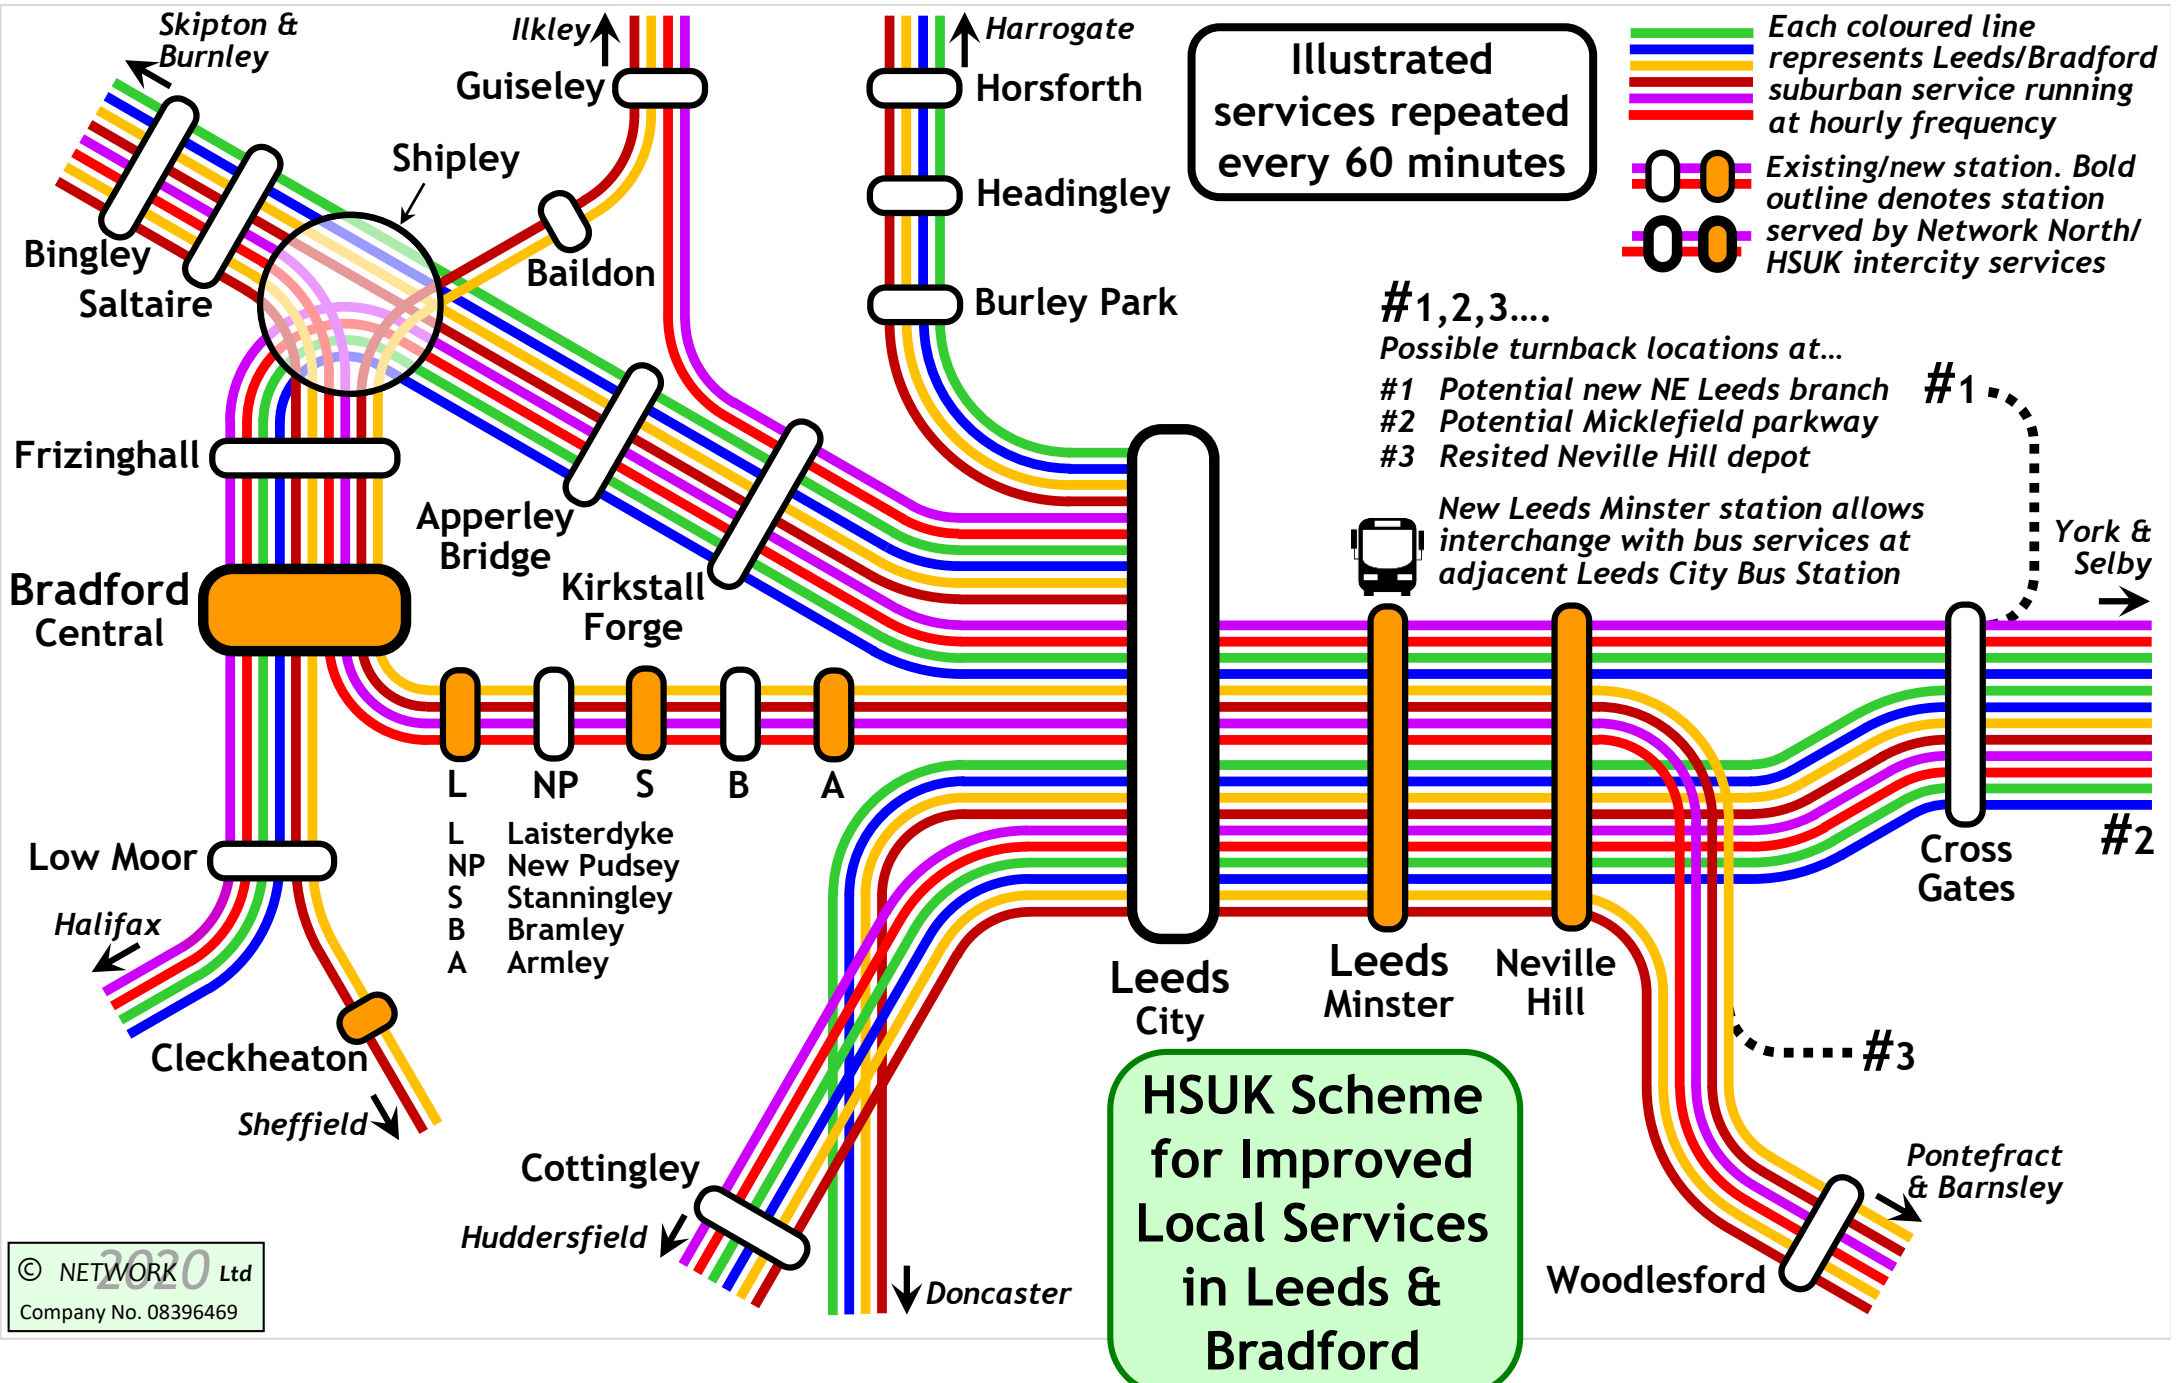 Skipton &
Burnley
Ilkley
Harrogate
Guiseley
Horsforth
Shipley
Headingley
Bingley
Saltaire
Baildon
Burley Park
Illustrated
services repeated
every 60 minutes
Each coloured line
represents Leeds/Bradford
suburban service running
at hourly frequency
Existing/new station. Bold
outline denotes station
served by Network North/
HSUK intercity services
#1,2,3....
Possible turnback locations at...
#1 Potential new NE Leeds branch
#2 Potential Micklefield parkway
#3 Resited Neville Hill depot
#1
New Leeds Minster station allows
interchange with bus services at
adjacent Leeds City Bus Station
York &
Selby
Frizinghall
Apperley
Bridge
Kirkstall
Forge
Bradford
Central
L NP S B A
L Laisterdyke
NP New Pudsey
S Stanningley
B Bramley
A Armley
Low Moor
Halifax
Cleckheaton
Sheffield
Cottingley
Huddersfield
Doncaster
Leeds
City
Leeds
Minster
Neville
Hill
Cross
Gates
#2
#3
Pontefract
& Barnsley
Woodlesford
HSUK Scheme
for Improved
Local Services
in Leeds &
Bradford
© NETWORK 2020 Ltd
Company No. 08396469